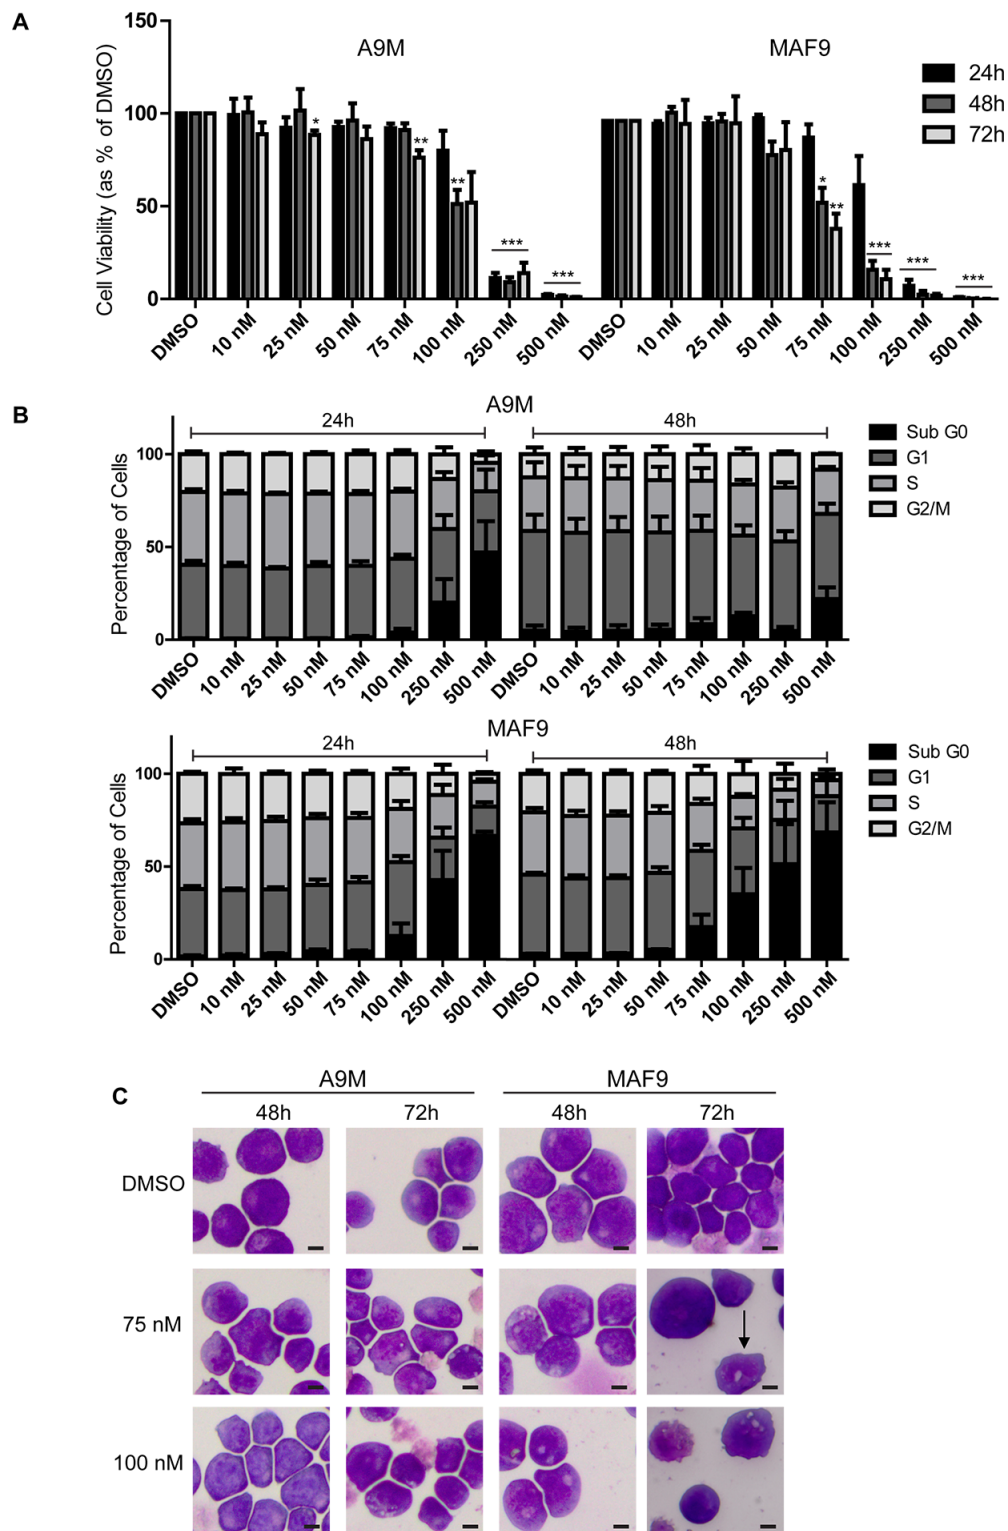 A
150
100
50
0
Cell Viability (as % of DMSO)
A9M
MAF9
24h
48h
72h
*
**
**
***
***
*
**
***
***
***
DMSO
10 nM
25 nM
50 nM
75 nM
100 nM
250 nM
500 nM
DMSO
10 nM
25 nM
50 nM
75 nM
100 nM
250 nM
500 nM
B
A9M
24h
48h
Sub G0
G1
S
G2/M
100
50
0
Percentage of Cells
DMSO
10 nM
25 nM
50 nM
75 nM
100 nM
250 nM
500 nM
DMSO
10 nM
25 nM
50 nM
75 nM
100 nM
250 nM
500 nM
MAF9
24h
48h
Sub G0
G1
S
G2/M
100
50
0
Percentage of Cells
DMSO
10 nM
25 nM
50 nM
75 nM
100 nM
250 nM
500 nM
DMSO
10 nM
25 nM
50 nM
75 nM
100 nM
250 nM
500 nM
C
A9M
MAF9
48h
72h
48h
72h
DMSO
75 nM
100 nM